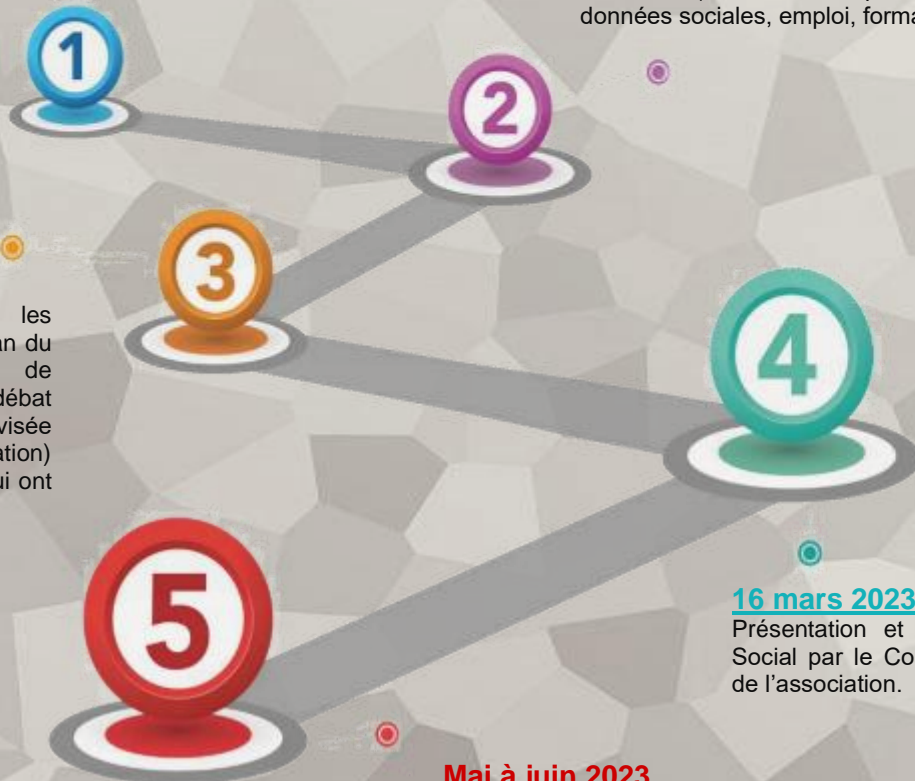 données sociales, emploi, forma
1
2
3
les
an du
de
débat
visée
ation)
ui ont
4
5
16 mars 2023
Présentation et
Social par le Co
de l'association.
Mai à juin 2023